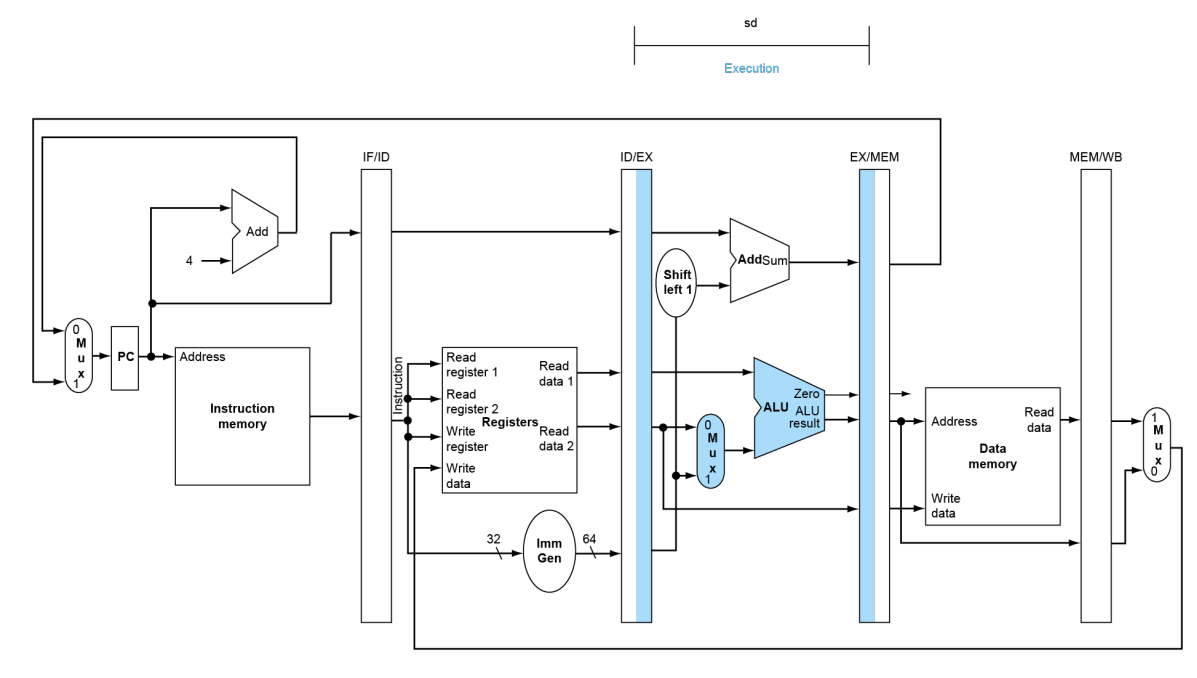 sd
Execution
IF/ID
ID/EX
EX/MEM
MEM/WB
Add
4
Shift
left 1
AddSum
0
M
u
x
1
PC
Address
Instruction
memory
Instruction
Read
register 1
Read
register 2
Write
register
Write
data
Registers
Read
data 1
Read
data 2
0
M
u
x
1
Zero
ALU
ALU
result
Address
Read
data
Data
memory
Write
data
1
M
u
x
0
32
Imm
Gen
64